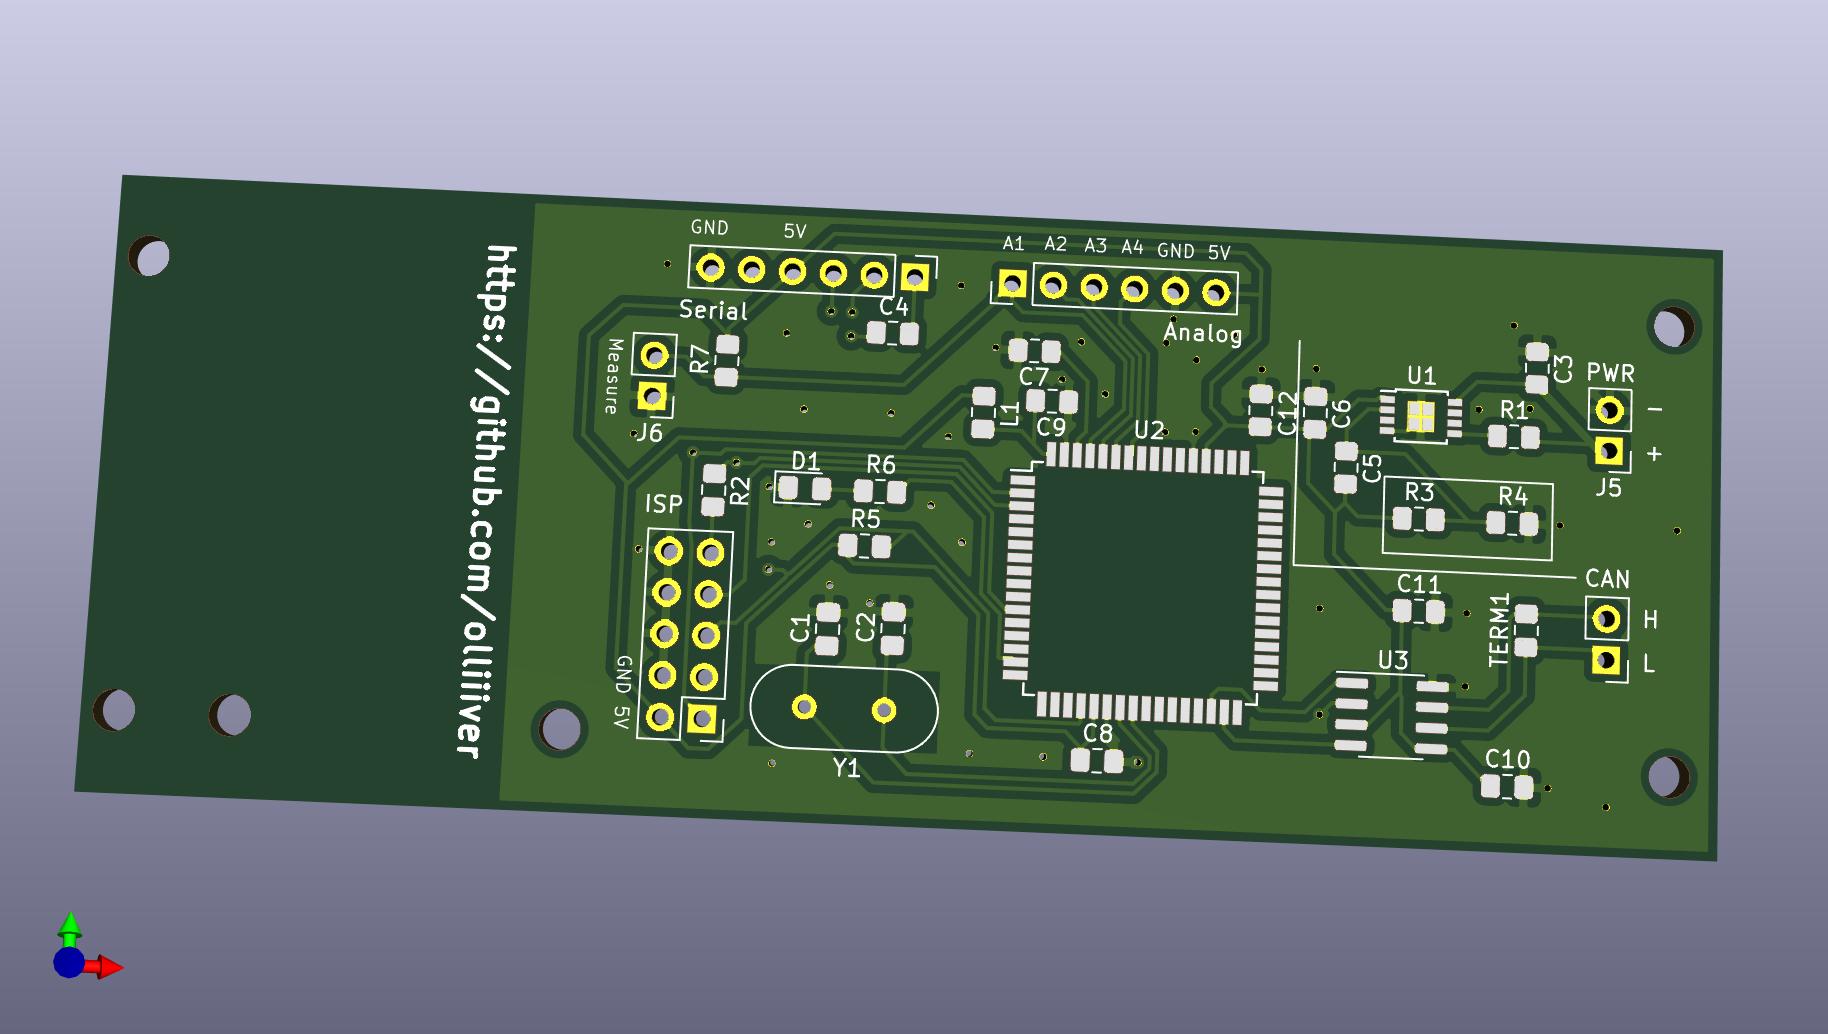 https://github.com/olliiiver
GND 5V
Serial
C4
A1 A2 A3 A4 GND 5V
Analog
Measure
J6
R7
C7
L1
C9
U2
C12
C6
C5
U1
R1
C3
PWR
-
+
J5
R3 R4
ISP
R2
D1 R6
R5
GND 5V
C1 C2
Y1
C8
C11
TERM1
CAN
H
L
U3
C10